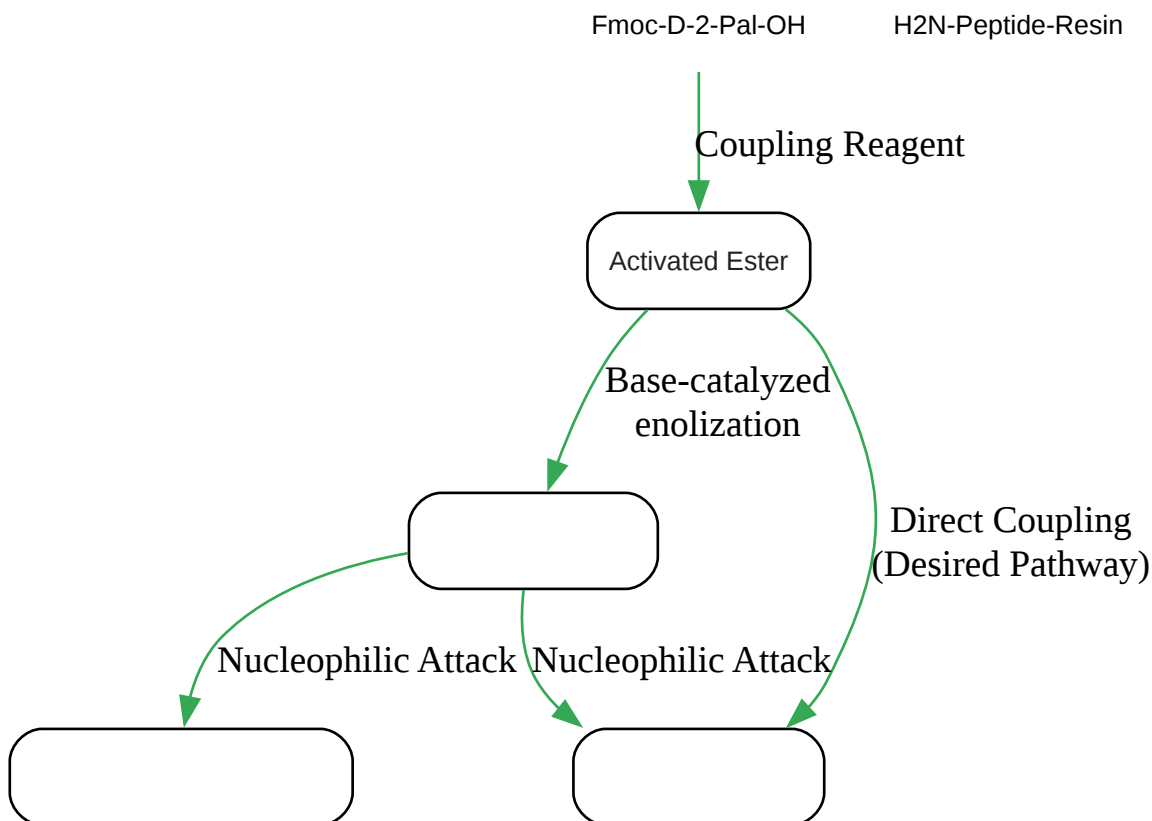 Fmoc-D-2-Pal-OH
H2N-Peptide-Resin
Coupling Reagent
Activated Ester
Base-catalyzed
enolization
Direct Coupling
(Desired Pathway)
Nucleophilic Attack
Nucleophilic Attack